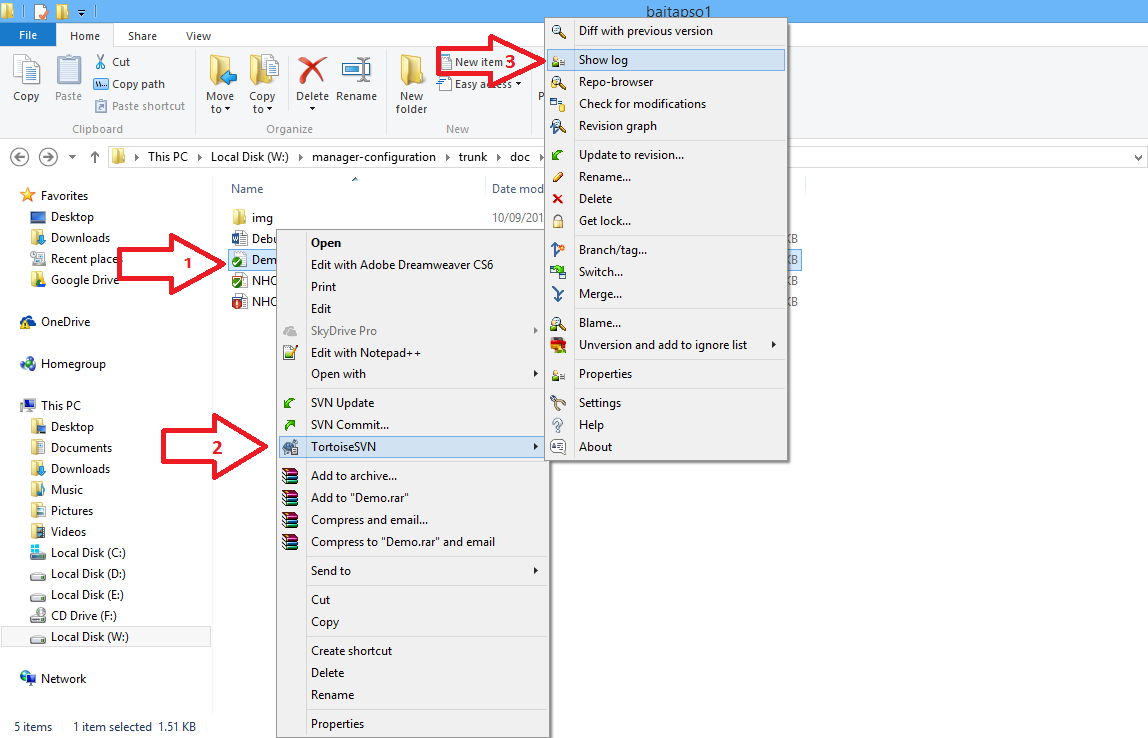 baitapso1
File
Home
Share
View
Copy
Paste
Cut
Copy path
Paste shortcut
Clipboard
Move to
Copy to
Delete
Rename
Organize
New folder
New item
Easy access
New
This PC
Local Disk (W:)
manager-configuration
trunk
doc
Favorites
Desktop
Downloads
Recent places
Google Drive
OneDrive
Homegroup
This PC
Desktop
Documents
Downloads
Music
Pictures
Videos
Local Disk (C:)
Local Disk (D:)
Local Disk (E:)
CD Drive (F:)
Local Disk (W:)
Network
Name
Date mod
img
10/09/201
Debu
KB
Dem
KB
NHC
KB
NHC
KB
1
2
3
Open
Edit with Adobe Dreamweaver CS6
Print
Edit
SkyDrive Pro
Edit with Notepad++
Open with
SVN Update
SVN Commit...
TortoiseSVN
Add to archive...
Add to "Demo.rar"
Compress and email...
Compress to "Demo.rar" and email
Send to
Cut
Copy
Create shortcut
Delete
Rename
Properties
Diff with previous version
Show log
Repo-browser
Check for modifications
Revision graph
Update to revision...
Rename...
Delete
Get lock...
Branch/tag...
Switch...
Merge...
Blame...
Unversion and add to ignore list
Properties
Settings
Help
About
5 items
1 item selected 1.51 KB